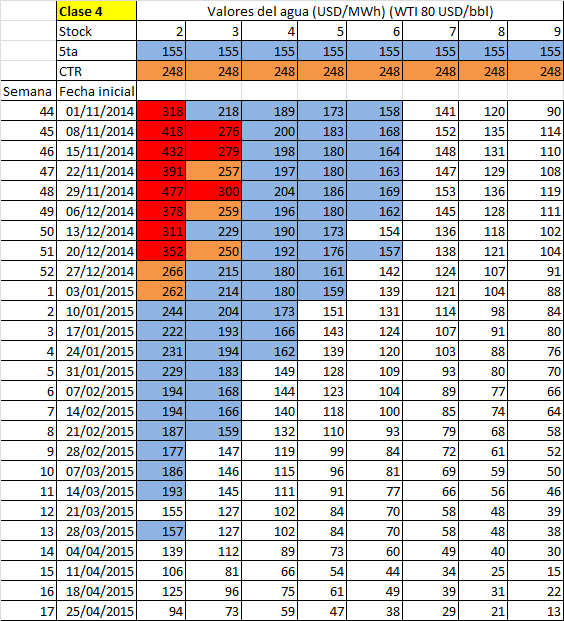 Clase 4 Valores del agua (USD/MWh) (WTI 80 USD/bbl)
Stock 2 3 4 5 6 7 8 9
5ta 155 155 155 155 155 155 155 155
CTR 248 248 248 248 248 248 248 248
Semana Fecha inicial
44 01/11/2014 318 218 189 173 158 141 120 90
45 08/11/2014 418 276 200 183 168 152 135 114
46 15/11/2014 432 279 198 180 164 148 131 110
47 22/11/2014 391 257 197 180 163 147 129 108
48 29/11/2014 477 300 204 186 169 153 136 119
49 06/12/2014 378 259 196 180 162 145 128 111
50 13/12/2014 311 229 190 173 154 136 118 102
51 20/12/2014 352 250 192 176 157 138 121 104
52 27/12/2014 266 215 180 161 142 124 107 91
1 03/01/2015 262 214 180 159 139 121 104 88
2 10/01/2015 244 204 173 151 131 114 98 84
3 17/01/2015 222 193 166 143 124 107 91 80
4 24/01/2015 231 194 162 139 120 103 88 76
5 31/01/2015 229 183 149 128 109 93 80 70
6 07/02/2015 194 168 144 123 104 89 77 66
7 14/02/2015 194 166 140 118 100 85 74 64
8 21/02/2015 187 159 132 110 93 79 68 58
9 28/02/2015 177 147 119 99 84 72 61 52
10 07/03/2015 186 146 115 96 81 69 59 50
11 14/03/2015 193 145 111 91 77 66 56 46
12 21/03/2015 155 127 102 84 70 58 48 39
13 28/03/2015 157 127 102 84 70 58 48 38
14 04/04/2015 139 112 89 73 60 49 40 30
15 11/04/2015 106 81 66 54 44 34 25 15
16 18/04/2015 125 96 75 61 49 39 31 22
17 25/04/2015 94 73 59 47 38 29 21 13